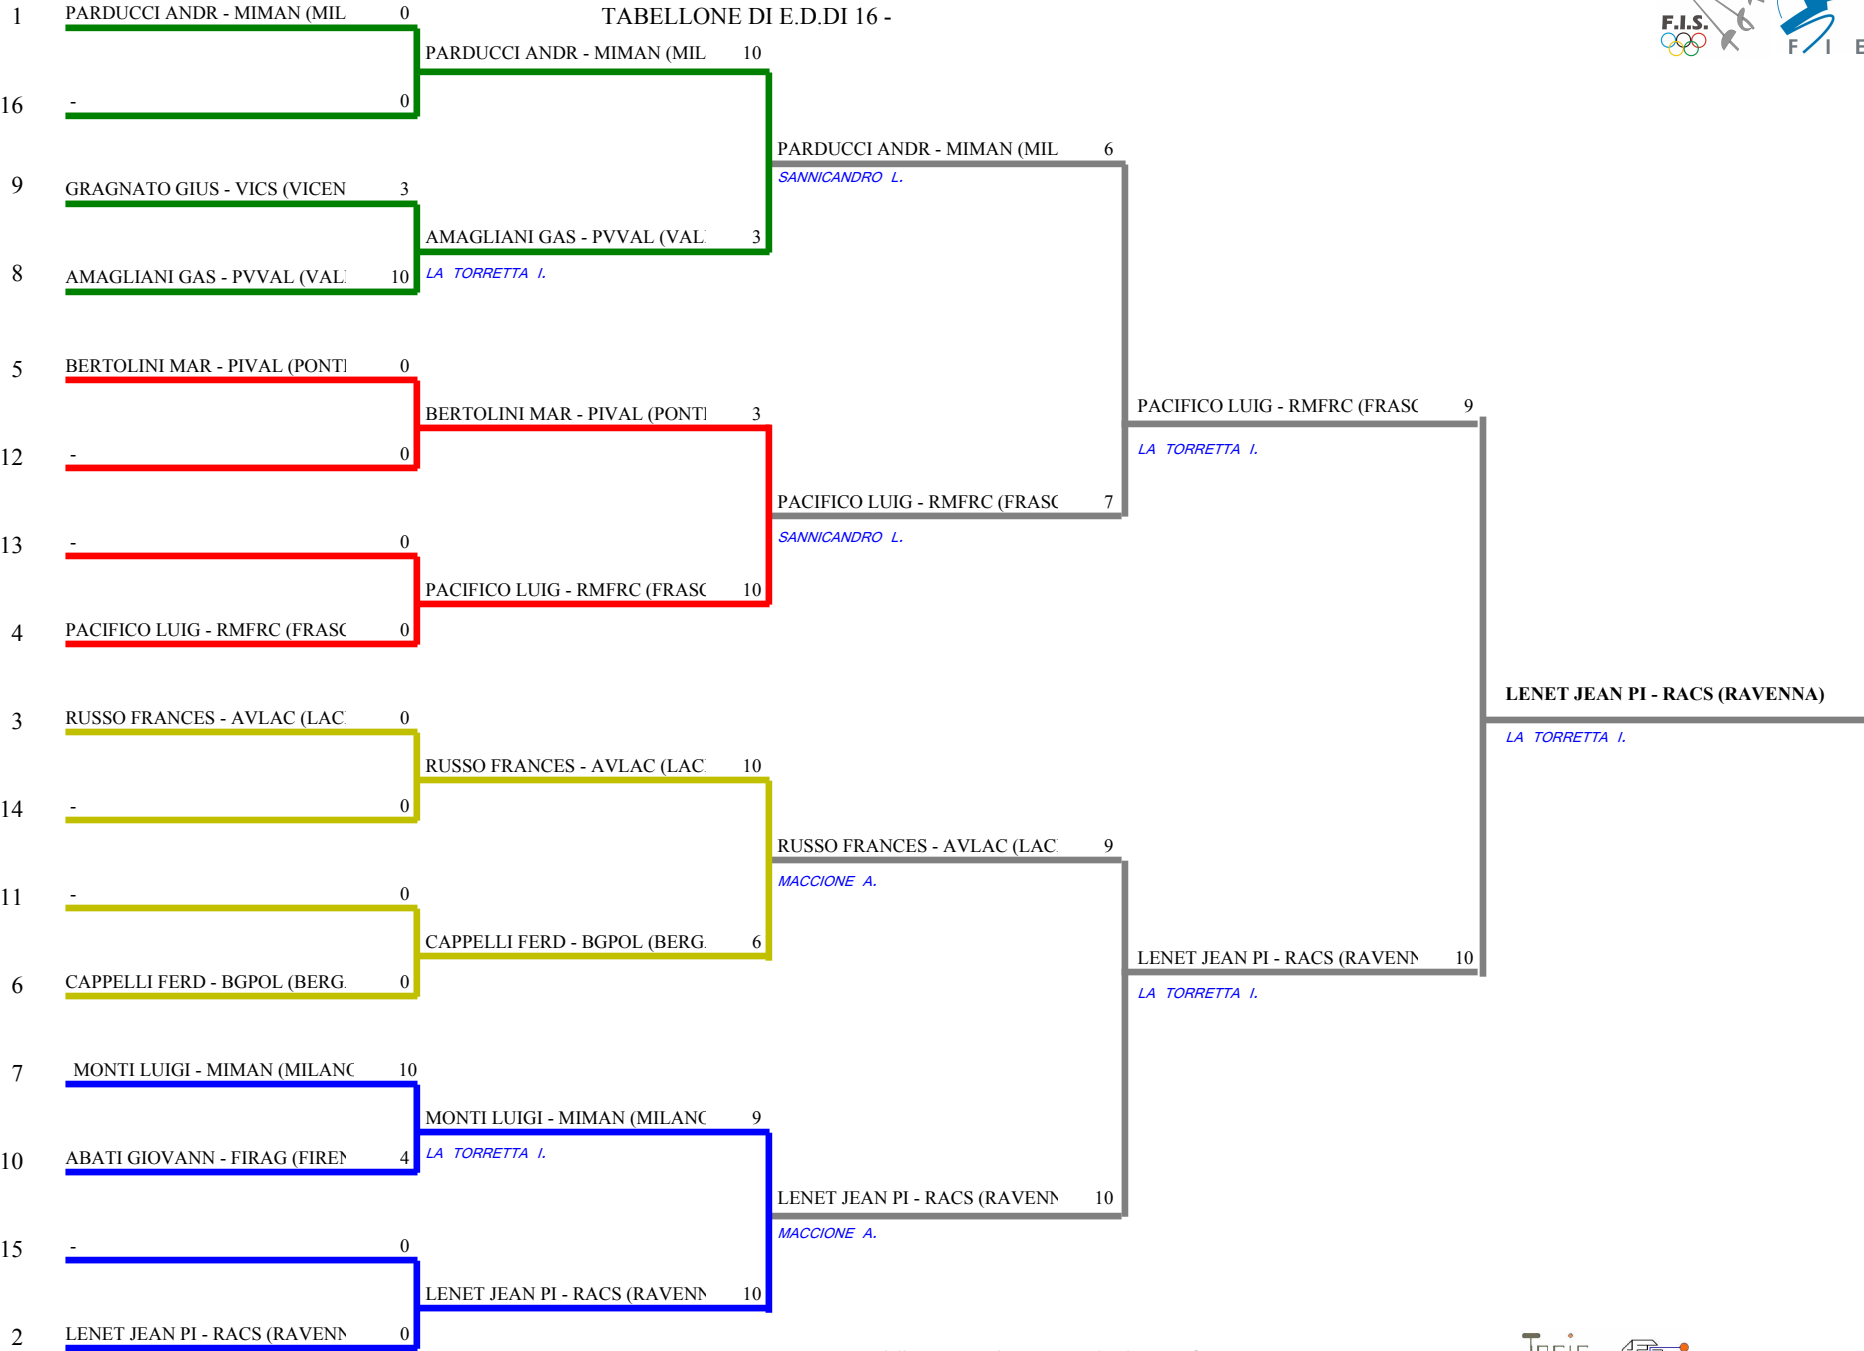 TABELLONE DI E.D.DI 16 -
F.I.S.
F I E
1 PARDUCCI ANDR - MIMAN (MIL 0
PARDUCCI ANDR - MIMAN (MIL 10
16 - 0
PARDUCCI ANDR - MIMAN (MIL 6
SANNICANDRO L.
9 GRAGNATO GIUS - VICS (VICEN 3
AMAGLIANI GAS - PVVAL (VAL 3
LA TORRETTA I.
8 AMAGLIANI GAS - PVVAL (VAL 10
5 BERTOLINI MAR - PIVAL (PONT 0
BERTOLINI MAR - PIVAL (PONT 3
PACIFICO LUIG - RMFRC (FRASC 9
LA TORRETTA I.
12 - 0
PACIFICO LUIG - RMFRC (FRASC 7
SANNICANDRO L.
13 - 0
PACIFICO LUIG - RMFRC (FRASC 10
4 PACIFICO LUIG - RMFRC (FRASC 0
LENET JEAN PI - RACS (RAVENNA)
LA TORRETTA I.
3 RUSSO FRANCES - AVLAC (LAC 0
RUSSO FRANCES - AVLAC (LAC 10
14 - 0
RUSSO FRANCES - AVLAC (LAC 9
MACCIONE A.
11 - 0
CAPPELLI FERD - BGPOL (BERG 6
LENET JEAN PI - RACS (RAVENN 10
LA TORRETTA I.
6 CAPPELLI FERD - BGPOL (BERG 0
7 MONTI LUIGI - MIMAN (MILANO 10
MONTI LUIGI - MIMAN (MILANO 9
LA TORRETTA I.
10 ABATI GIOVANN - FIRAG (FIREN 4
LENET JEAN PI - RACS (RAVENN 10
MACCIONE A.
15 - 0
LENET JEAN PI - RACS (RAVENN 10
2 LENET JEAN PI - RACS (RAVENN 0